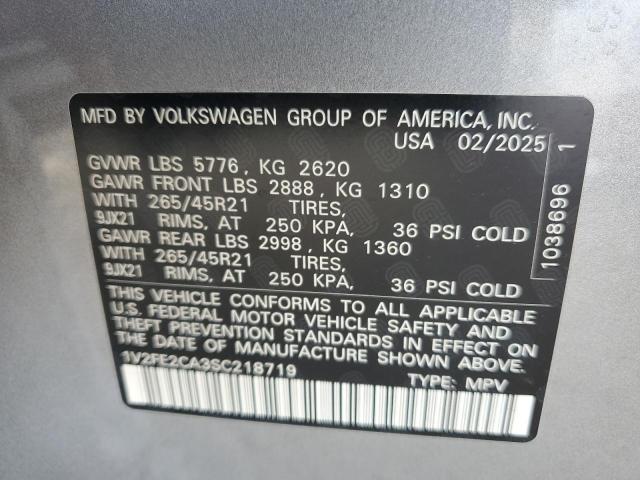 MFD BY VOLKSWAGEN GROUP OF AMERICA, INC.
USA 02/2025
GVWR LBS 5776, KG 2620
GAWR FRONT LBS 2888, KG 1310
WITH 265/45R21 TIRES,
9JX21 RIMS, AT 250 KPA, 36 PSI COLD
GAWR REAR LBS 2998, KG 1360
WITH 265/45R21 TIRES,
9JX21 RIMS, AT 250 KPA, 36 PSI COLD
THIS VEHICLE CONFORMS TO ALL APPLICABLE
U.S. FEDERAL MOTOR VEHICLE SAFETY AND
THEFT PREVENTION STANDARDS IN EFFECT ON
THE DATE OF MANUFACTURE SHOWN ABOVE.
1V2FE2CA3SC218719
TYPE: MPV
1038696 1